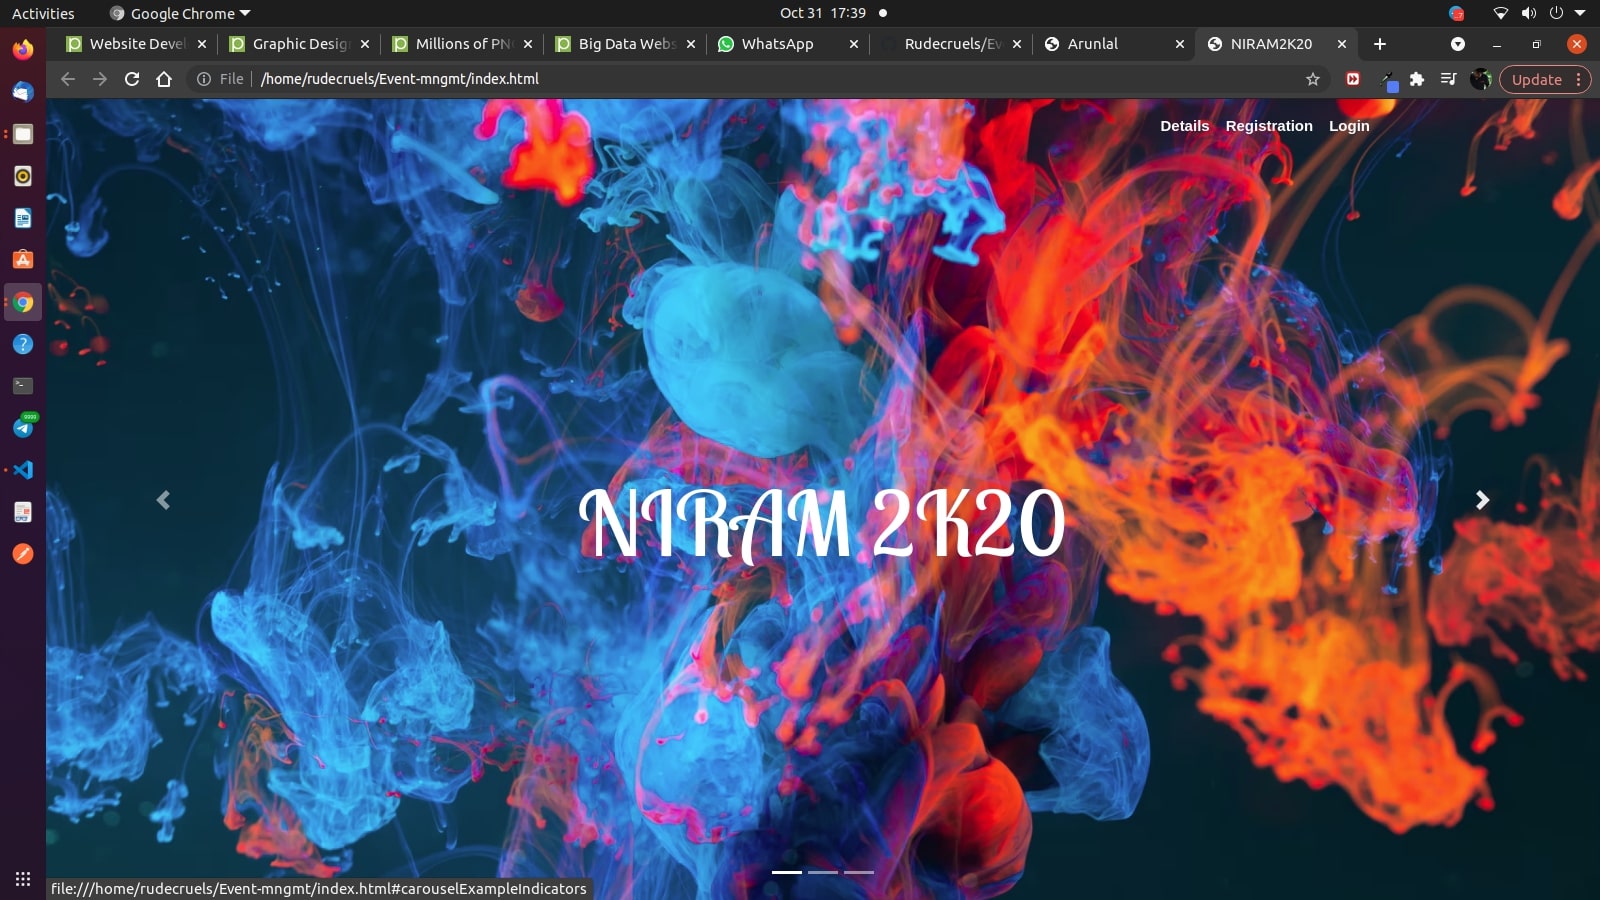 Activities
Google Chrome
Oct 31 17:39
Website Devel
Graphic Design
Millions of PN
Big Data Webs
WhatsApp
Rudecruels/Ev
Arunlal
NIRAM2K20
File
/home/rudecruels/Event-mngmt/index.html
Update
Details
Registration
Login
NIRAM 2K20
file:///home/rudecruels/Event-mngmt/index.html#carouselExampleIndicators